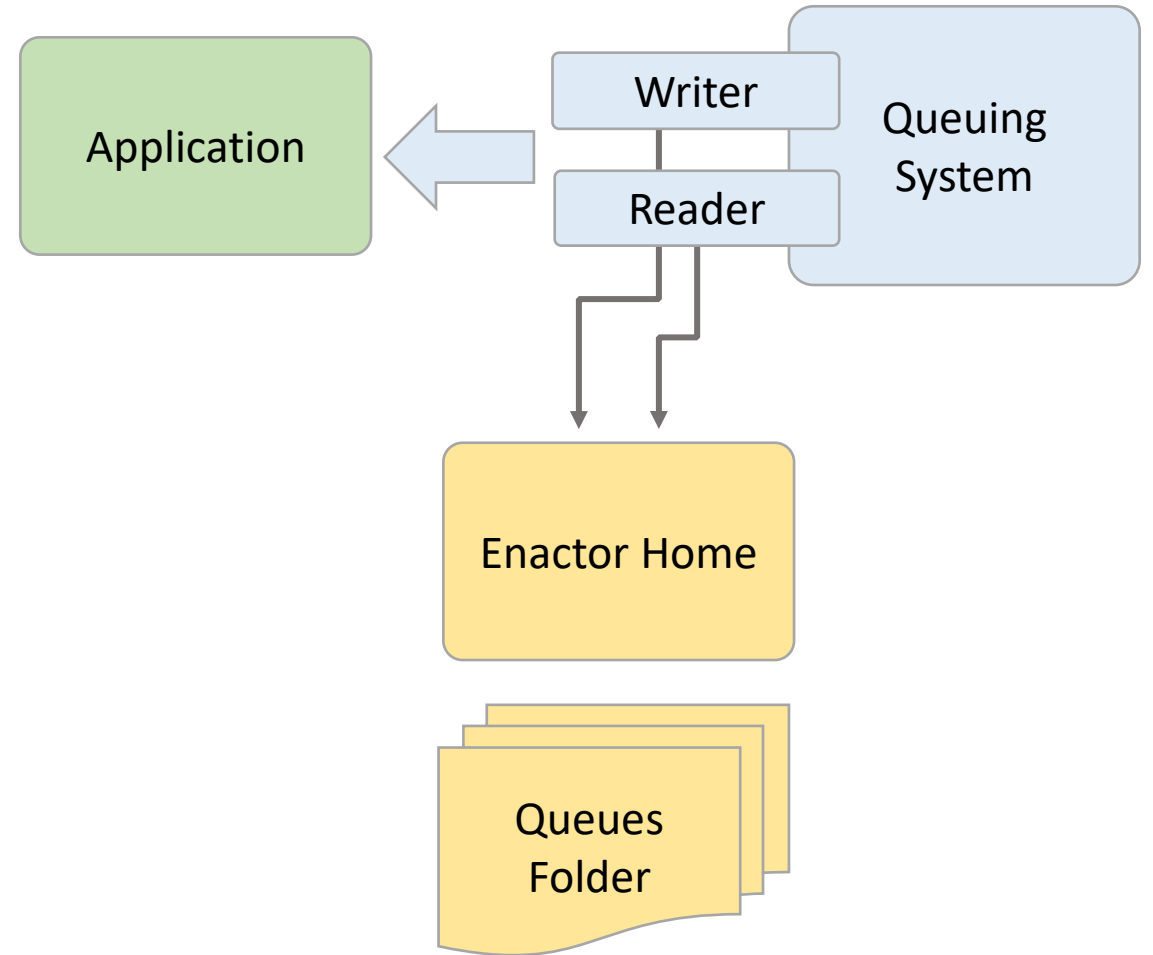 Application
Writer
Reader
Queuing
System
Enactor Home
Queues
Folder